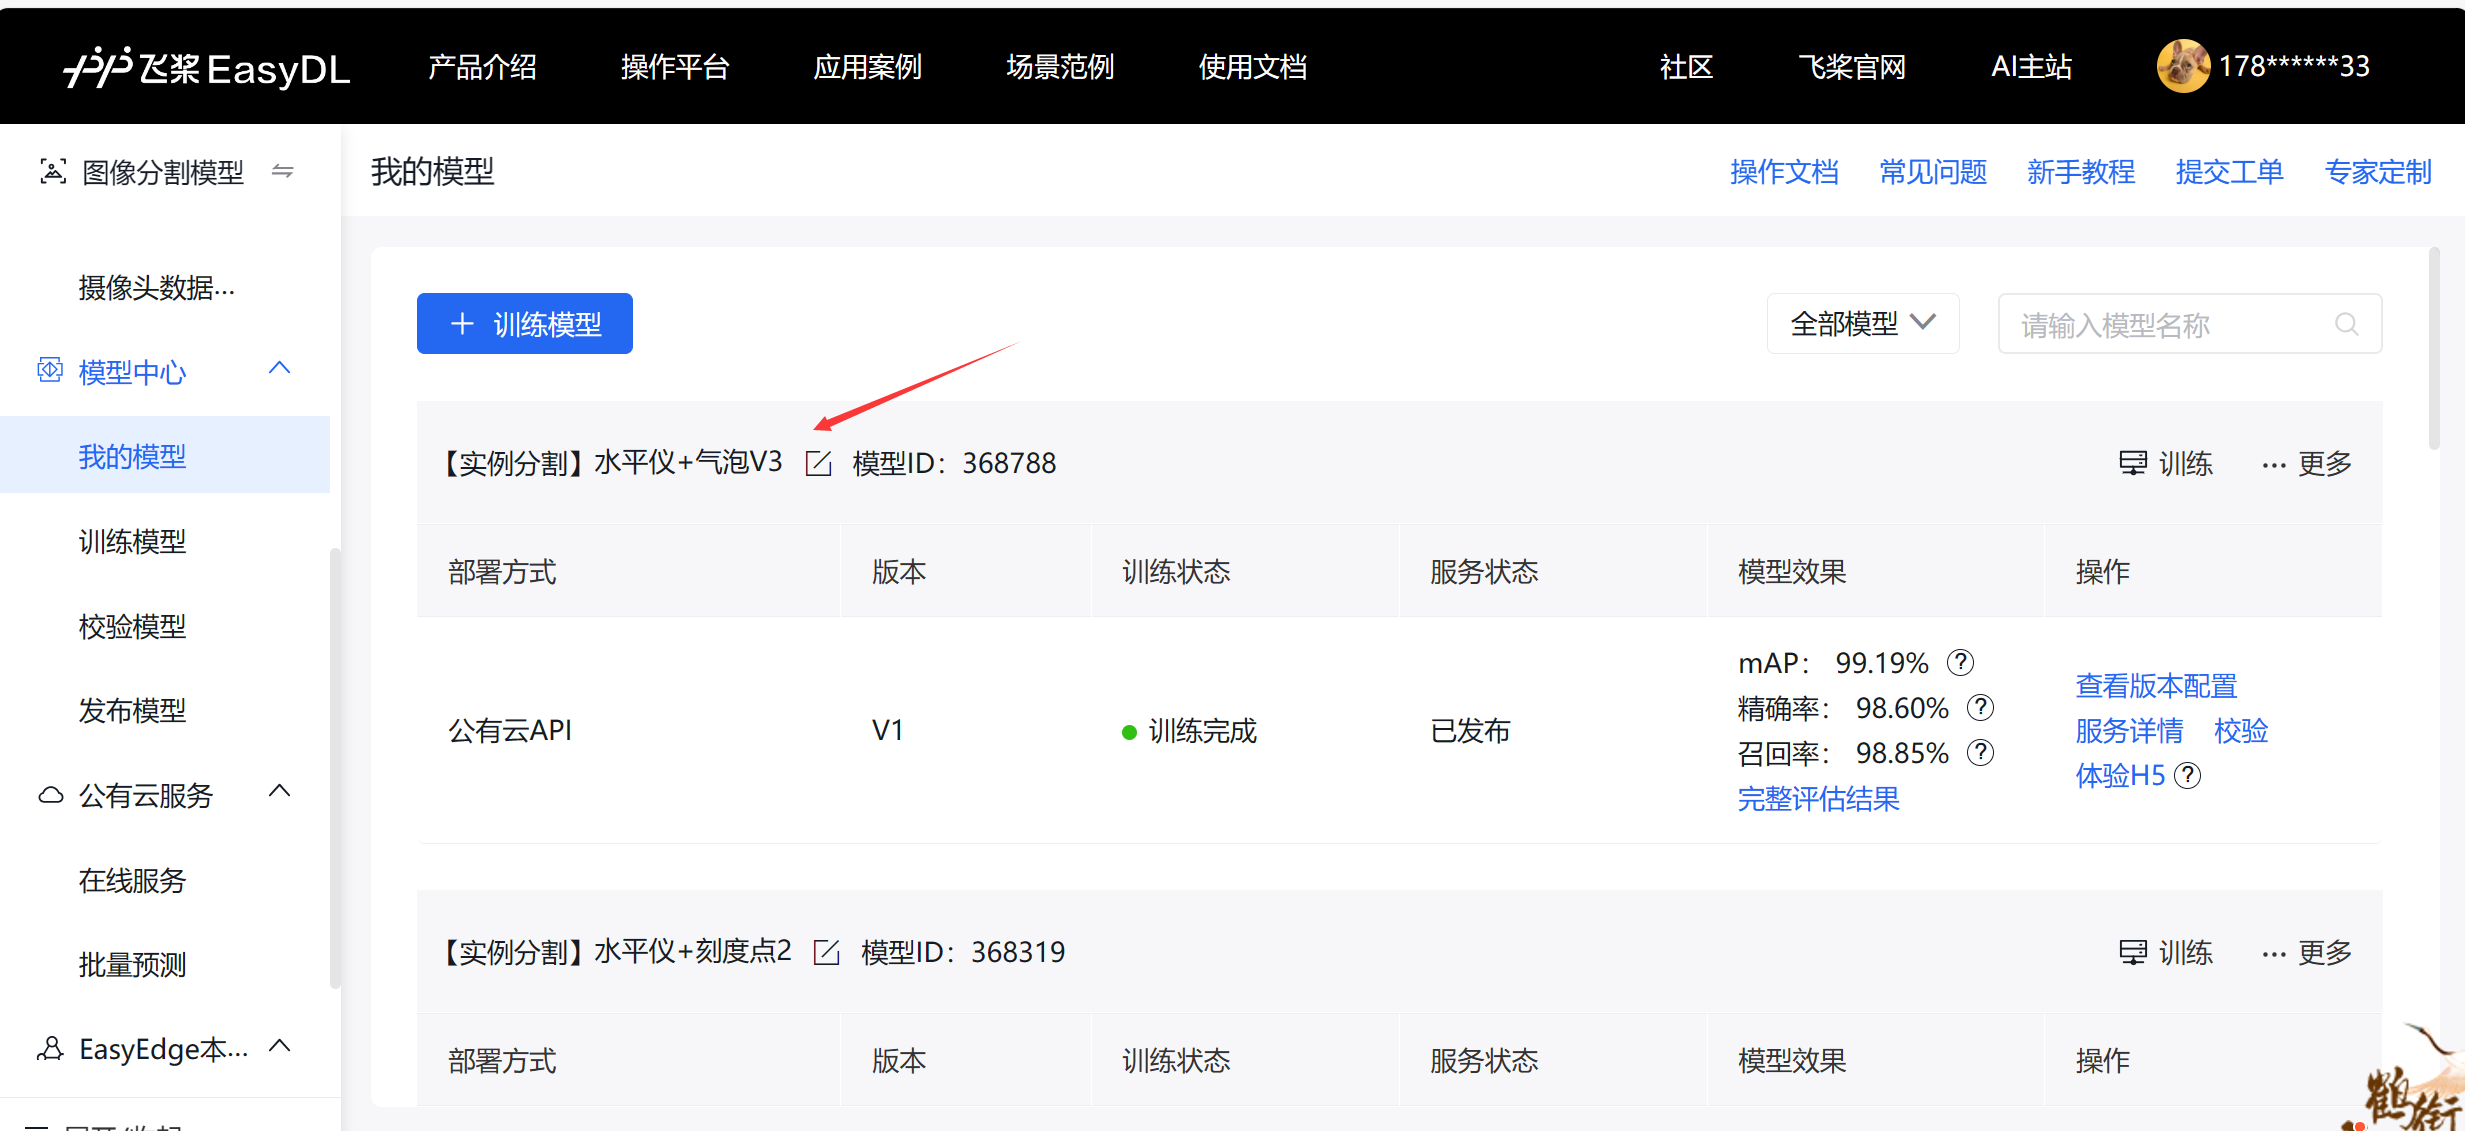 飞桨 EasyDL 产品介绍 操作平台 应用案例 场景范例 使用文档 社区 飞桨官网 AI主站 178******33
图像分割模型
摄像头数据...
模型中心
我的模型
训练模型
校验模型
发布模型
公有云服务
在线服务
批量预测
EasyEdge本...
我的模型 操作文档 常见问题 新手教程 提交工单 专家定制
+ 训练模型 全部模型 请输入模型名称
【实例分割】水平仪+气泡V3 模型ID：368788 训练 ... 更多
部署方式 版本 训练状态 服务状态 模型效果 操作
公有云API V1 训练完成 已发布
mAP： 99.19% ?
精确率： 98.60% ?
召回率： 98.85% ?
完整评估结果
查看版本配置
服务详情 校验
体验H5 ?
【实例分割】水平仪+刻度点2 模型ID：368319 训练 ... 更多
部署方式 版本 训练状态 服务状态 模型效果 操作
鹤衔